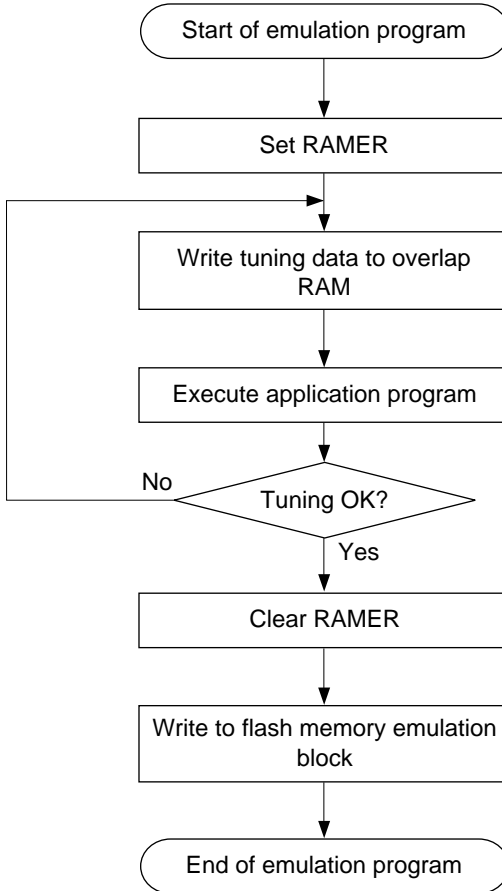 Start of emulation program
Set RAMER
Write tuning data to overlap
RAM
Execute application program
No
Tuning OK?
Yes
Clear RAMER
Write to flash memory emulation
block
End of emulation program